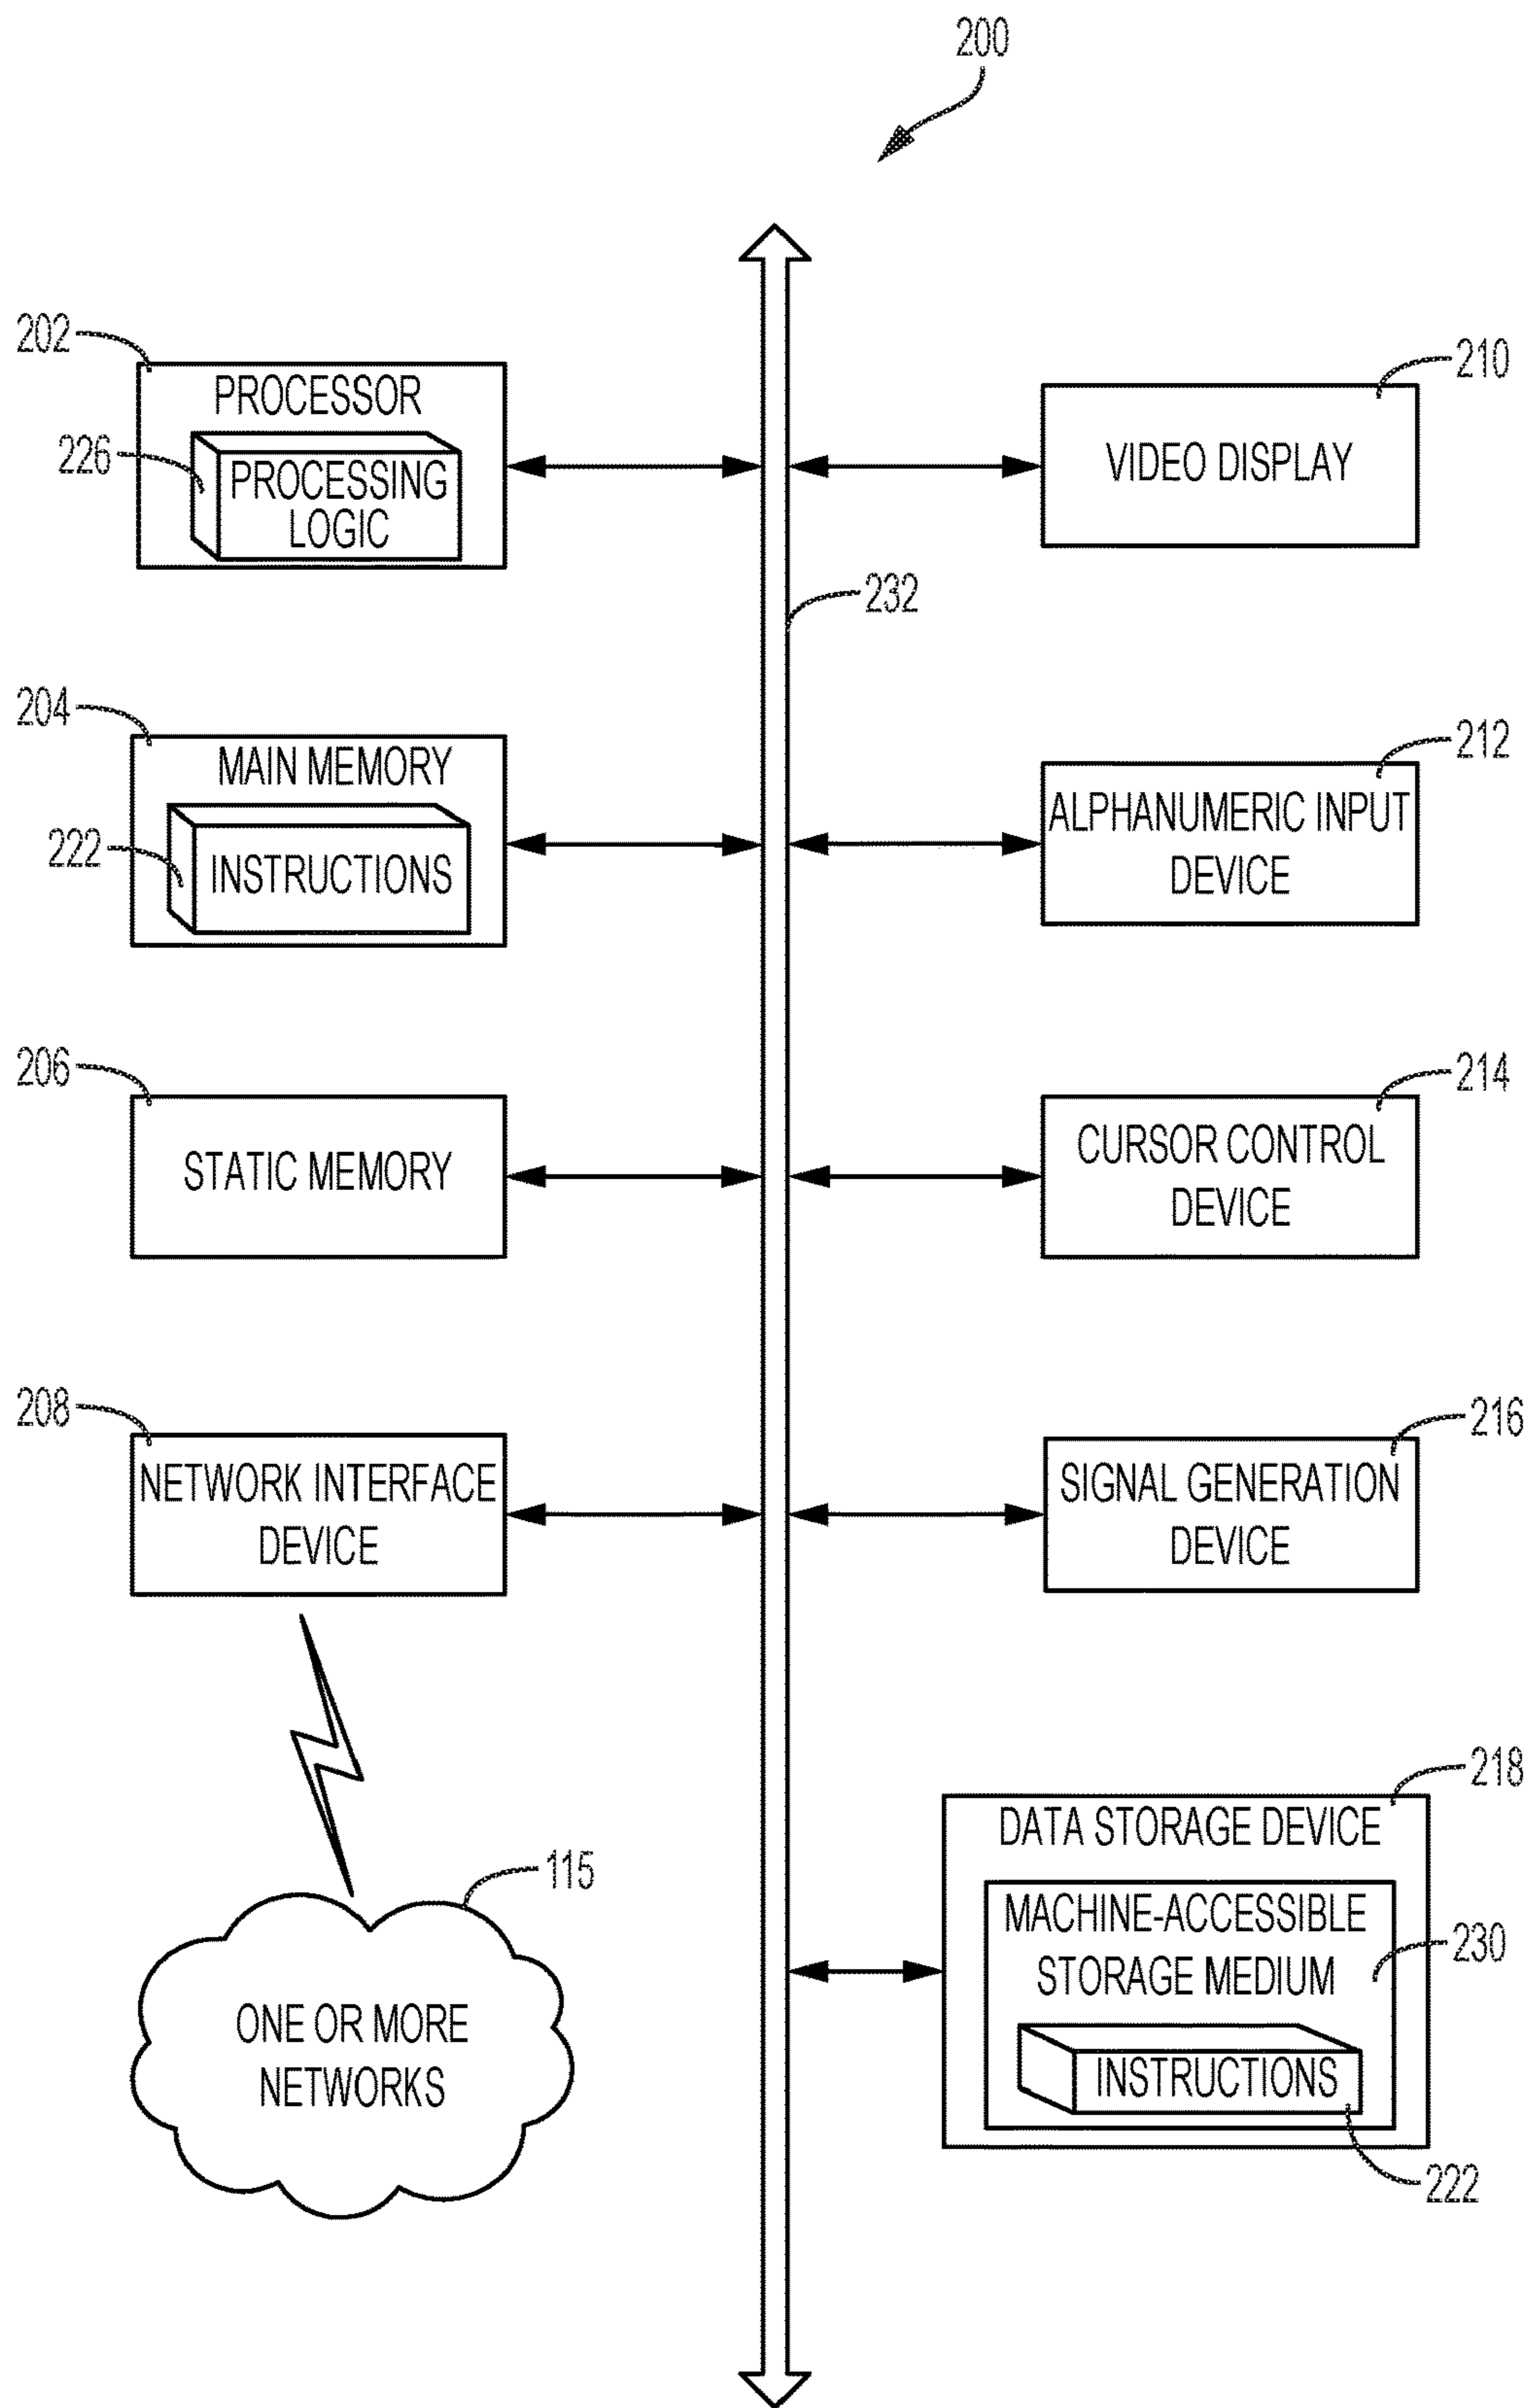 200
202
PROCESSOR
226
PROCESSING
LOGIC
210
VIDEO DISPLAY
232
204
MAIN MEMORY
222
INSTRUCTIONS
212
ALPHANUMERIC INPUT
DEVICE
206
STATIC MEMORY
214
CURSOR CONTROL
DEVICE
208
NETWORK INTERFACE
DEVICE
216
SIGNAL GENERATION
DEVICE
115
ONE OR MORE
NETWORKS
218
DATA STORAGE DEVICE
MACHINE-ACCESSIBLE
STORAGE MEDIUM
230
INSTRUCTIONS
222